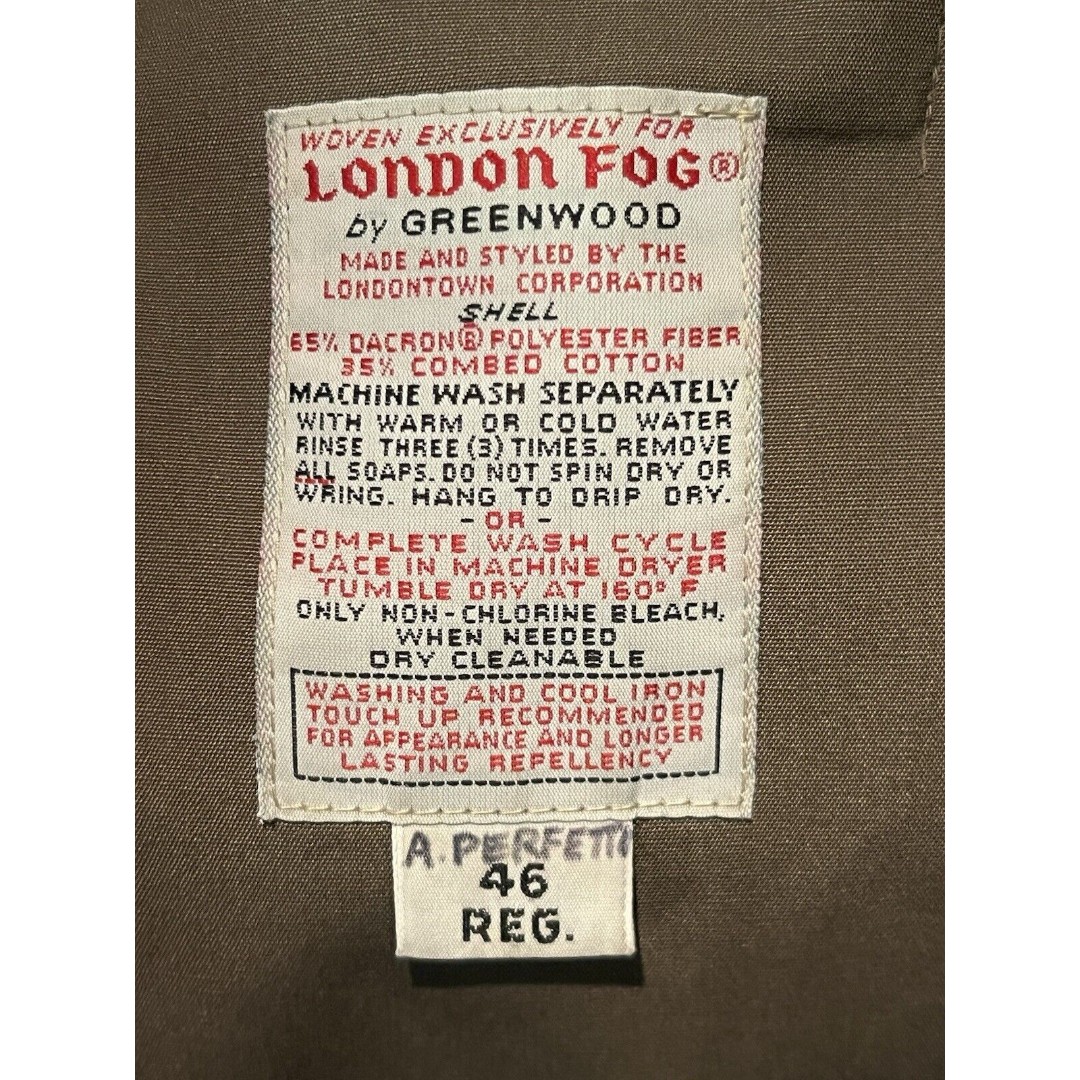 WOVEN EXCLUSIVELY FOR
LONDON FOG®
by GREENWOOD
MADE AND STYLED BY THE
LONDONTOWN CORPORATION
SHELL
65% DACRON® POLYESTER FIBER
35% COMBED COTTON
MACHINE WASH SEPARATELY
WITH WARM OR COLD WATER
RINSE THREE (3) TIMES. REMOVE
ALL SOAPS. DO NOT SPIN DRY OR
WRING. HANG TO DRIP DRY.
- OR -
COMPLETE WASH CYCLE
PLACE IN MACHINE DRYER
TUMBLE DRY AT 160° F
ONLY NON-CHLORINE BLEACH,
WHEN NEEDED
DRY CLEANABLE
WASHING AND COOL IRON
TOUCH UP RECOMMENDED
FOR APPEARANCE AND LONGER
LASTING REPELLENCY
A. PERFETTI
46
REG.